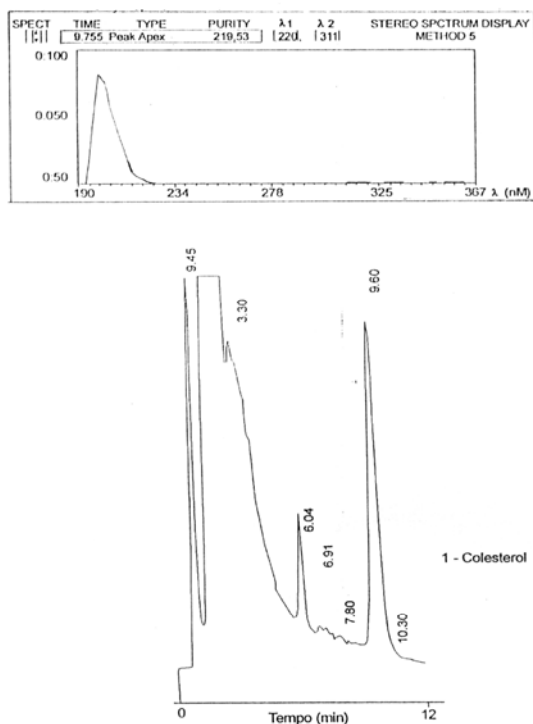 SPECT TIME TYPE PURITY λ1 λ 2 STEREO SPCTRUM DISPLAY
9.755 Peak Apex 219,53 220, 311 METHOD 5
0.100
0.050
0.50
190 234 278 325 367 λ (nM)
9.45
3.30
9.60
6.04
6.91
7.80
10.30
1 - Colesterol
0 12
Tempo (min)